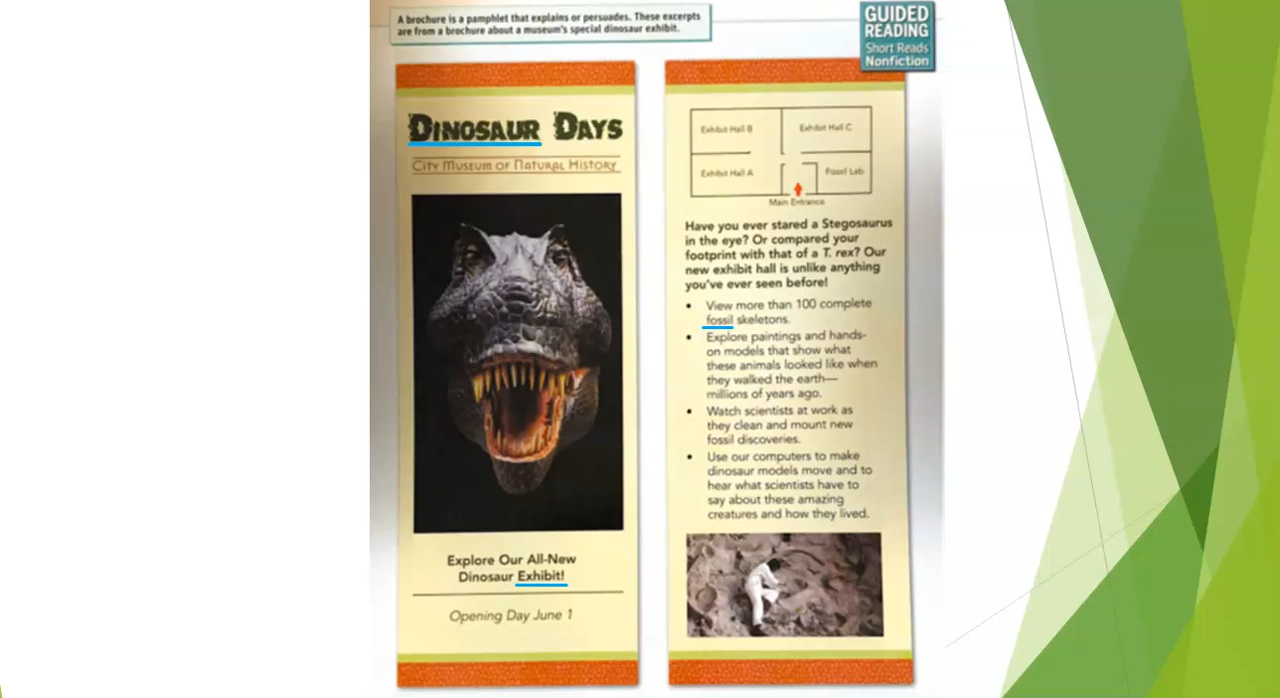 A brochure is a pamphlet that explains or persuades. These excerpts
are from a brochure about a museum's special dinosaur exhibit.
GUIDED
READING
Short Reads
Nonfiction
DINOSAUR DAYS
CITY MUSEUM OF NATURAL HISTORY
Explore Our All-New
Dinosaur Exhibit!
Opening Day June 1
Exhibit Hall B
Exhibit Hall C
Exhibit Hall A
Fossil Lab
Main Entrance
Have you ever stared a Stegosaurus
in the eye? Or compared your
footprint with that of a T. rex? Our
new exhibit hall is unlike anything
you've ever seen before!
• View more than 100 complete
fossil skeletons.
• Explore paintings and hands-
on models that show what
these animals looked like when
they walked the earth—
millions of years ago.
• Watch scientists at work as
they clean and mount new
fossil discoveries.
• Use our computers to make
dinosaur models move and to
hear what scientists have to
say about these amazing
creatures and how they lived.